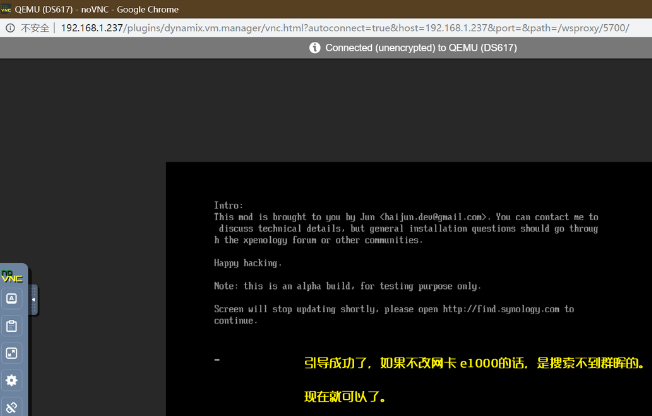 QEMU (DS617) - noVNC - Google Chrome
不安全 | 192.168.1.237/plugins/dynamix.vm.manager/vnc.html?autoconnect=true&host=192.168.1.237&port=&path=/wsproxy/5700/
Connected (unencrypted) to QEMU (DS617)
Intro:
This mod is brought to you by Jun <haijun.dev@gmail.com>. You can contact me to
discuss technical details, but general installation questions should go throug
h the xpenology forum or other communities.
Happy hacking.
Note: this is an alpha build, for testing purpose only.
Screen will stop updating shortly, please open http://find.synology.com to
continue.
_
noVNC
A
引导成功了，如果不改网卡 e1000的话，是搜索不到群晖的。
现在就可以了。